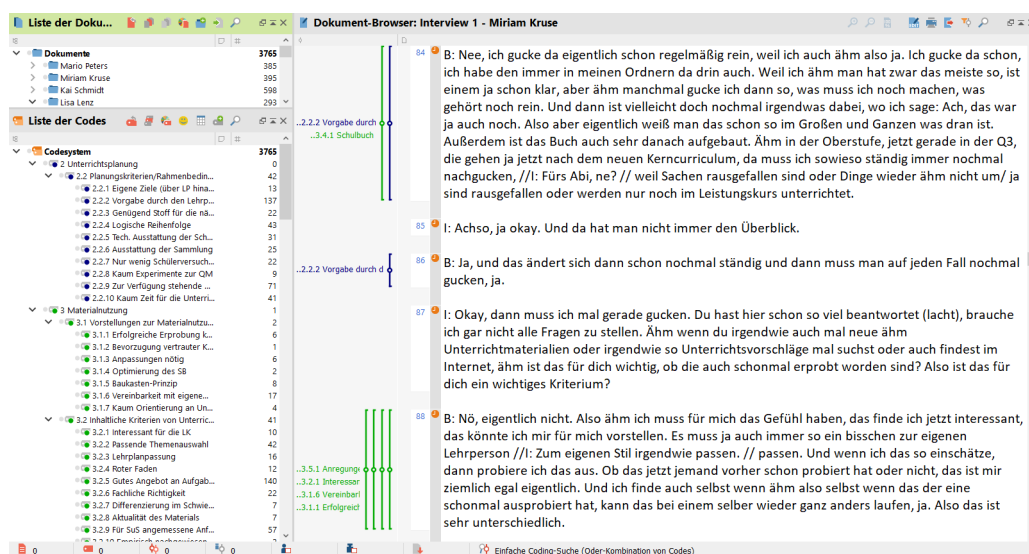 Liste der Doku...
Dokumente 3765
Mario Peters 385
Miriam Kruse 395
Kai Schmidt 598
Lisa Lenz 293
Liste der Codes
Codesystem 3765
2 Unterrichtsplanung 0
2.2 Planungskriterien/Rahmenbedin... 42
2.2.1 Eigene Ziele (über LP hina... 13
2.2.2 Vorgabe durch den Lehrp... 137
2.2.3 Genügend Stoff für die nä... 22
2.2.4 Logische Reihenfolge 43
2.2.5 Tech. Ausstattung der Sch... 31
2.2.6 Ausstattung der Sammlung 25
2.2.7 Nur wenig Schülerversuch... 22
2.2.8 Kaum Experimente zur QM 9
2.2.9 Zur Verfügung stehende ... 71
2.2.10 Kaum Zeit für die Unterri... 41
3 Materialnutzung 1
3.1 Vorstellungen zur Materialnutzu... 2
3.1.1 Erfolgreiche Erprobung k... 6
3.1.2 Bevorzugung vertrauter K... 1
3.1.3 Anpassungen nötig 6
3.1.4 Optimierung des SB 2
3.1.5 Baukasten-Prinzip 8
3.1.6 Vereinbarkeit mit eigene... 17
3.1.7 Kaum Orientierung an Un... 4
3.2 Inhaltliche Kriterien von Unterric... 41
3.2.1 Interessant für die LK 10
3.2.2 Passende Themenauswahl 42
3.2.3 Lehrplanpassung 16
3.2.4 Roter Faden 12
3.2.5 Gutes Angebot an Aufgab... 140
3.2.6 Fachliche Richtigkeit 22
3.2.7 Differenzierung im Schwie... 7
3.2.8 Aktualität des Materials 7
3.2.9 Für SuS angemessene Anf... 57
Dokument-Browser: Interview 1 - Miriam Kruse
..2.2.2 Vorgabe durch
..3.4.1 Schulbuch
84 B: Nee, ich gucke da eigentlich schon regelmäßig rein, weil ich auch ähm also ja. Ich gucke da schon,
ich habe den immer in meinen Ordnern da drin auch. Weil ich ähm man hat zwar das meiste so, ist
einem ja schon klar, aber ähm manchmal gucke ich dann so, was muss ich noch machen, was
gehört noch rein. Und dann ist vielleicht doch nochmal irgendwas dabei, wo ich sage: Ach, das war
ja auch noch. Also aber eigentlich weiß man das schon so im Großen und Ganzen was dran ist.
Außerdem ist das Buch auch sehr danach aufgebaut. Ähm in der Oberstufe, jetzt gerade in der Q3,
die gehen ja jetzt nach dem neuen Kerncurriculum, da muss ich sowieso ständig immer nochmal
nachgucken, //I: Fürs Abi, ne? // weil Sachen rausgefallen sind oder Dinge wieder ähm nicht um/ ja
sind rausgefallen oder werden nur noch im Leistungskurs unterrichtet.
85 I: Achso, ja okay. Und da hat man nicht immer den Überblick.
..2.2.2 Vorgabe durch d
86 B: Ja, und das ändert sich dann schon nochmal ständig und dann muss man auf jeden Fall nochmal
gucken, ja.
87 I: Okay, dann muss ich mal gerade gucken. Du hast hier schon so viel beantwortet (lacht), brauche
ich gar nicht alle Fragen zu stellen. Ähm wenn du irgendwie auch mal neue ähm
Unterrichtmaterialien oder irgendwie so Unterrichtsvorschläge mal suchst oder auch findest im
Internet, ähm ist das für dich wichtig, ob die auch schonmal erprobt worden sind? Also ist das für
dich ein wichtiges Kriterium?
..3.5.1 Anregunge
..3.2.1 Interessar
..3.1.6 Vereinbarl
..3.1.1 Erfolgreich
88 B: Nö, eigentlich nicht. Also ähm ich muss für mich das Gefühl haben, das finde ich jetzt interessant,
das könnte ich mir für mich vorstellen. Es muss ja auch immer so ein bisschen zur eigenen
Lehrperson //I: Zum eigenen Stil irgendwie passen. // passen. Und wenn ich das so einschätze,
dann probiere ich das aus. Ob das jetzt jemand vorher schon probiert hat oder nicht, das ist mir
ziemlich egal eigentlich. Und ich finde auch selbst wenn ähm also selbst wenn das der eine
schonmal ausprobiert hat, kann das bei einem selber wieder ganz anders laufen, ja. Also das ist
sehr unterschiedlich.
0 0 0 0 Einfache Coding-Suche (Oder-Kombination von Codes)